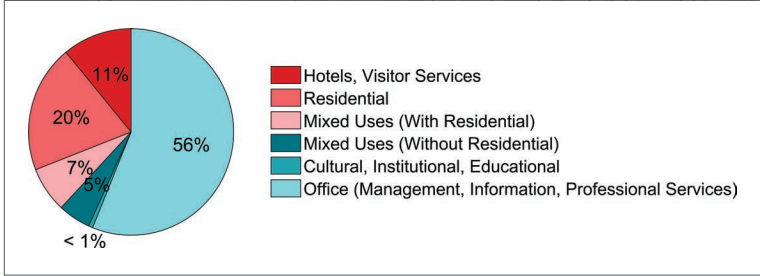 11%
20%
56%
7%
5%
< 1%
Hotels, Visitor Services
Residential
Mixed Uses (With Residential)
Mixed Uses (Without Residential)
Cultural, Institutional, Educational
Office (Management, Information, Professional Services)